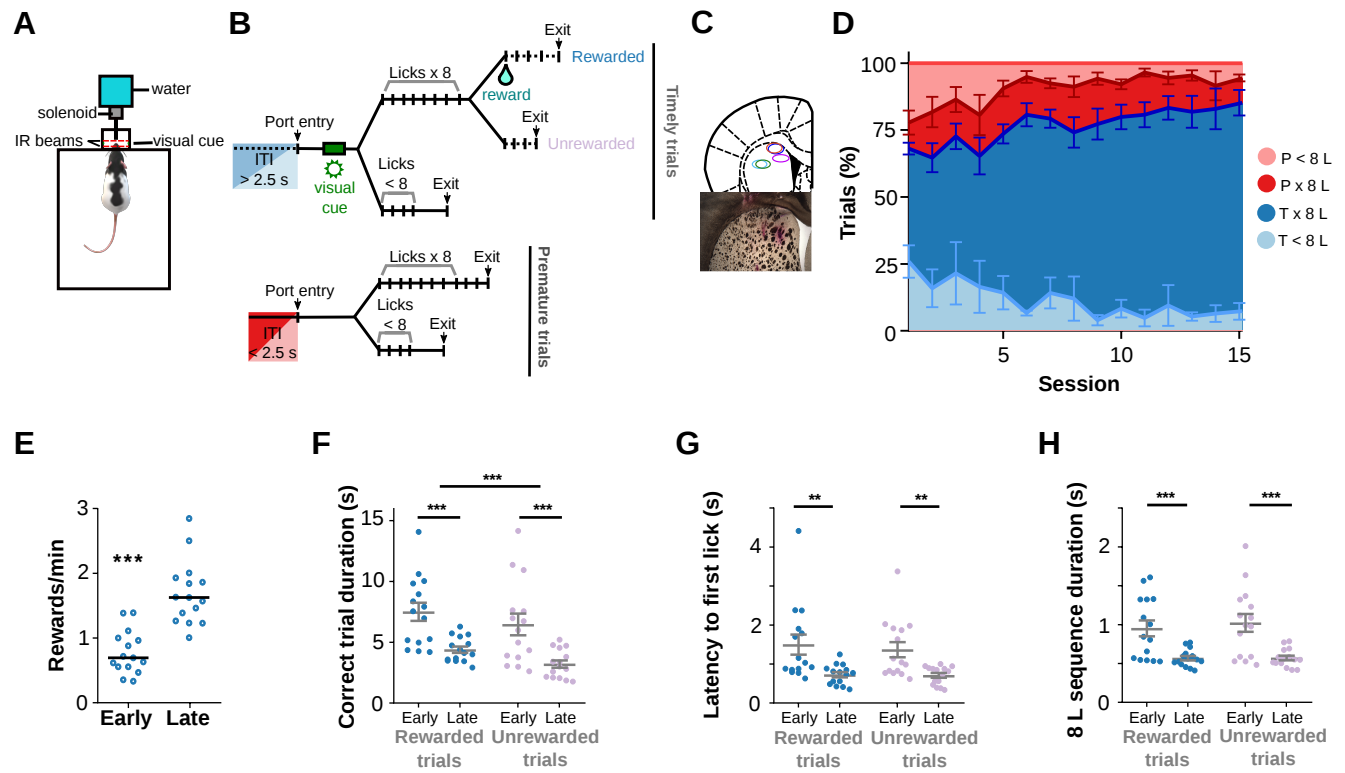 A
water
solenoid
IR beams
visual cue
B
Exit
Rewarded
Licks x 8
reward
Port entry
Exit
Unrewarded
ITI
> 2.5 s
visual
cue
Licks
< 8
Exit
Timely trials
Licks x 8
Exit
Port entry
Licks
< 8
Exit
ITI
< 2.5 s
Premature trials
C
D
100
75
50
25
0
Trials (%)
5
10
15
Session
P < 8 L
P x 8 L
T x 8 L
T < 8 L
E
3
2
1
0
Rewards/min
***
Early
Late
F
15
10
5
0
Correct trial duration (s)
***
***
***
Early Late Early Late
Rewarded Unrewarded
trials trials
G
4
2
0
Latency to first lick (s)
**
**
Early Late Early Late
Rewarded Unrewarded
trials trials
H
2
1
0
8 L sequence duration (s)
***
***
Early Late Early Late
Rewarded Unrewarded
trials trials